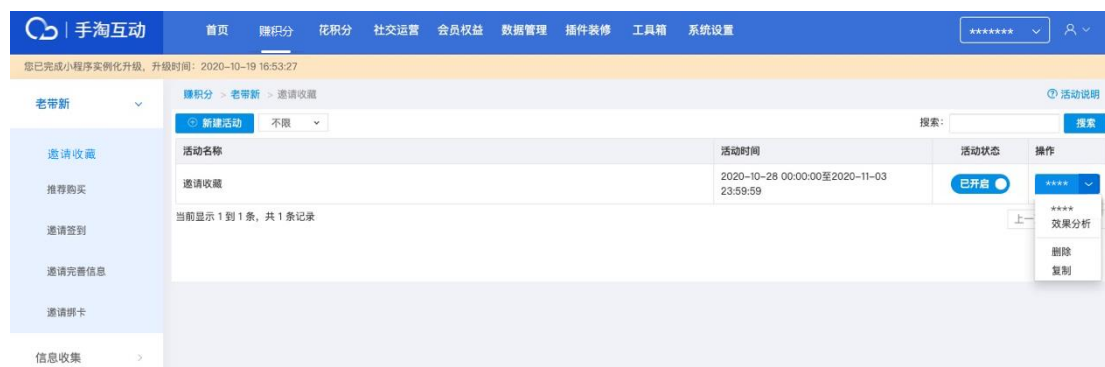 手淘互动
首页 赚积分 花积分 社交运营 会员权益 数据管理 插件装修 工具箱 系统设置 *******
您已完成小程序实例化升级，升级时间：2020-10-19 16:53:27
老带新
赚积分 > 老带新 > 邀请收藏
活动说明
新建活动 不限
搜索：
搜索
邀请收藏
活动名称 活动时间 活动状态 操作
推荐购买
邀请收藏 2020-10-28 00:00:00至2020-11-03 23:59:59 已开启 ****
当前显示 1 到 1 条，共 1 条记录
上一
****
效果分析
删除
复制
邀请签到
邀请完善信息
邀请绑卡
信息收集